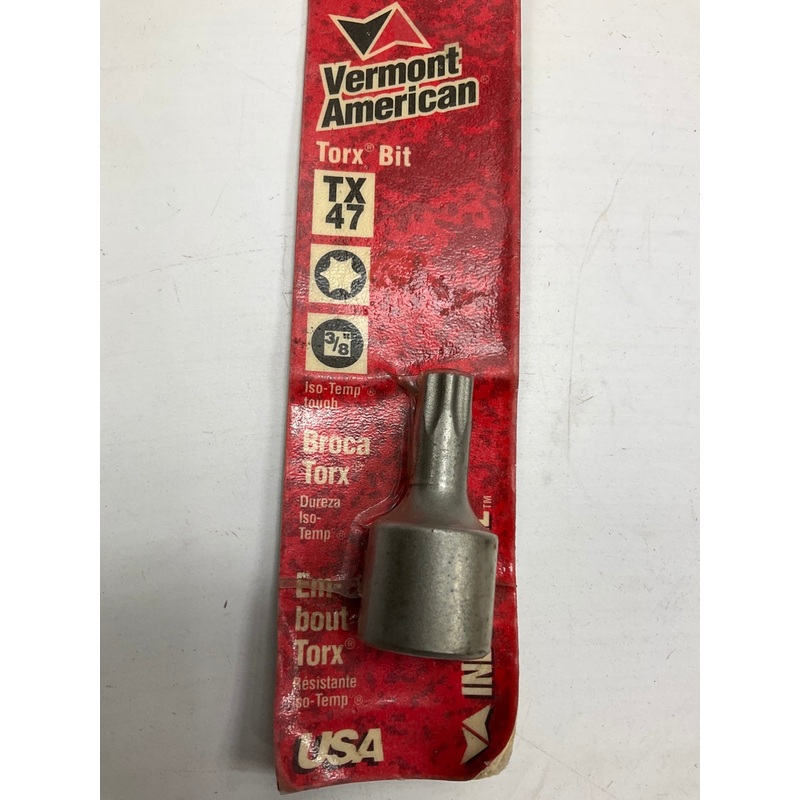 Vermont
American®
Torx® Bit
TX
47
3/8"
Iso-Temp®
tough
Broca
Torx
Dureza
Iso-
Temp®
Em-
bout
Torx®
Résistante
Iso-Temp®
USA